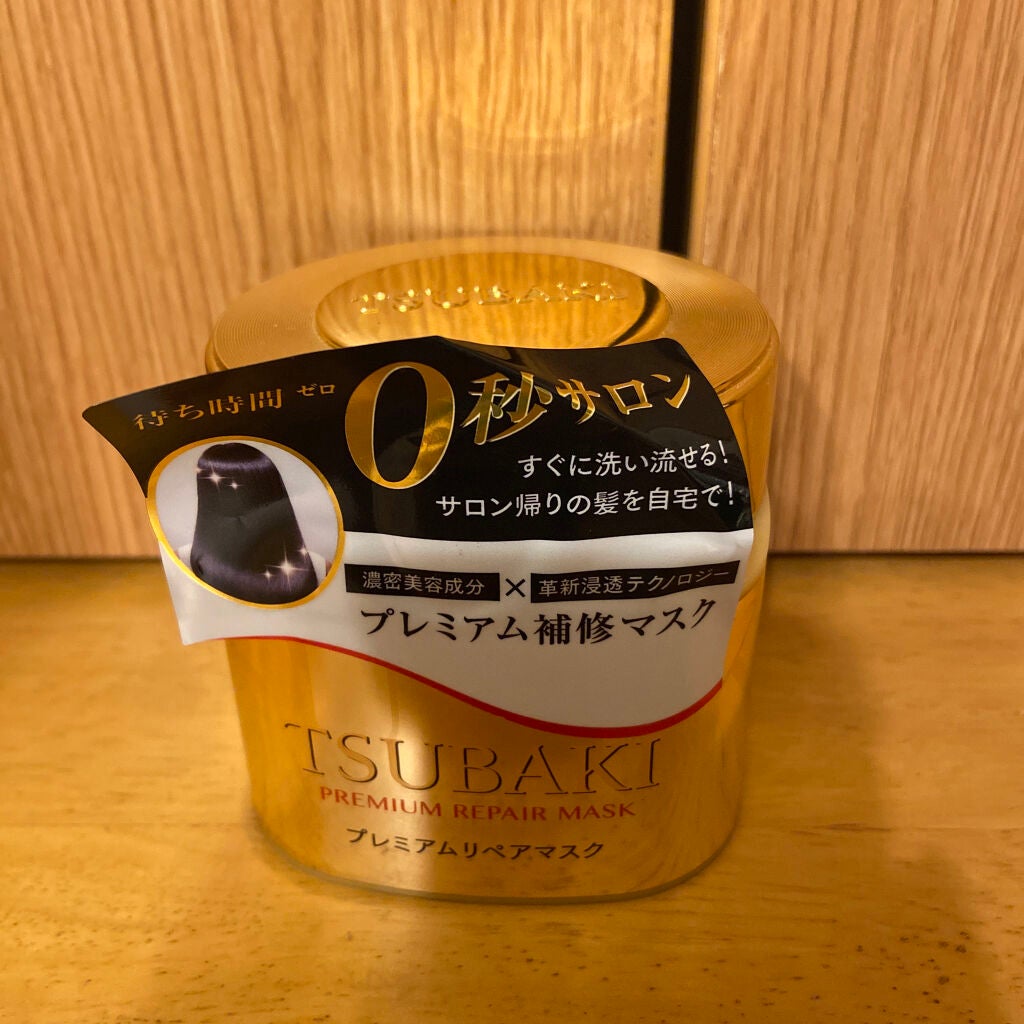 TSUBAKI
待ち時間 ゼロ
0秒サロン
すぐに洗い流せる!
サロン帰りの髪を自宅で!
濃密美容成分×革新浸透テクノロジー
プレミアム補修マスク
TSUBAKI
PREMIUM REPAIR MASK
プレミアムリペアマスク